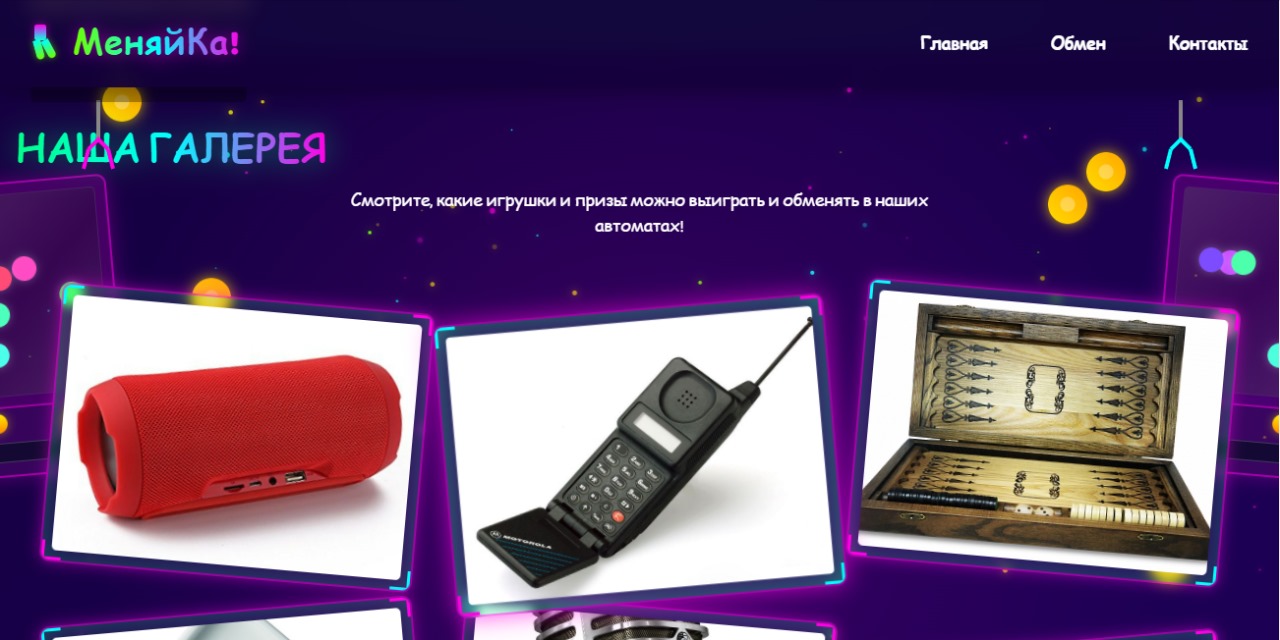 МеняйКа!
Главная
Обмен
Контакты
НАША ГАЛЕРЕЯ
Смотрите, какие игрушки и призы можно выиграть и обменять в наших
автоматах!
MOTOROLA